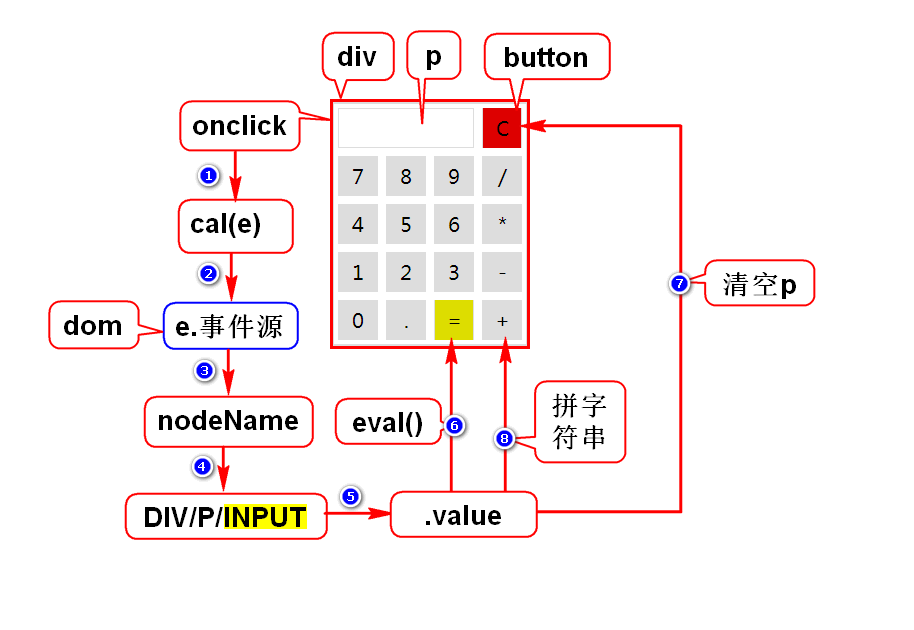 div
p
button
onclick
C
7 8 9 /
①
cal(e)
4 5 6 *
②
1 2 3 -
⑦
清空p
dom
e.事件源
0 . = +
③
nodeName
eval()
⑥
⑧
拼字
符串
④
DIV/P/INPUT
⑤
.value